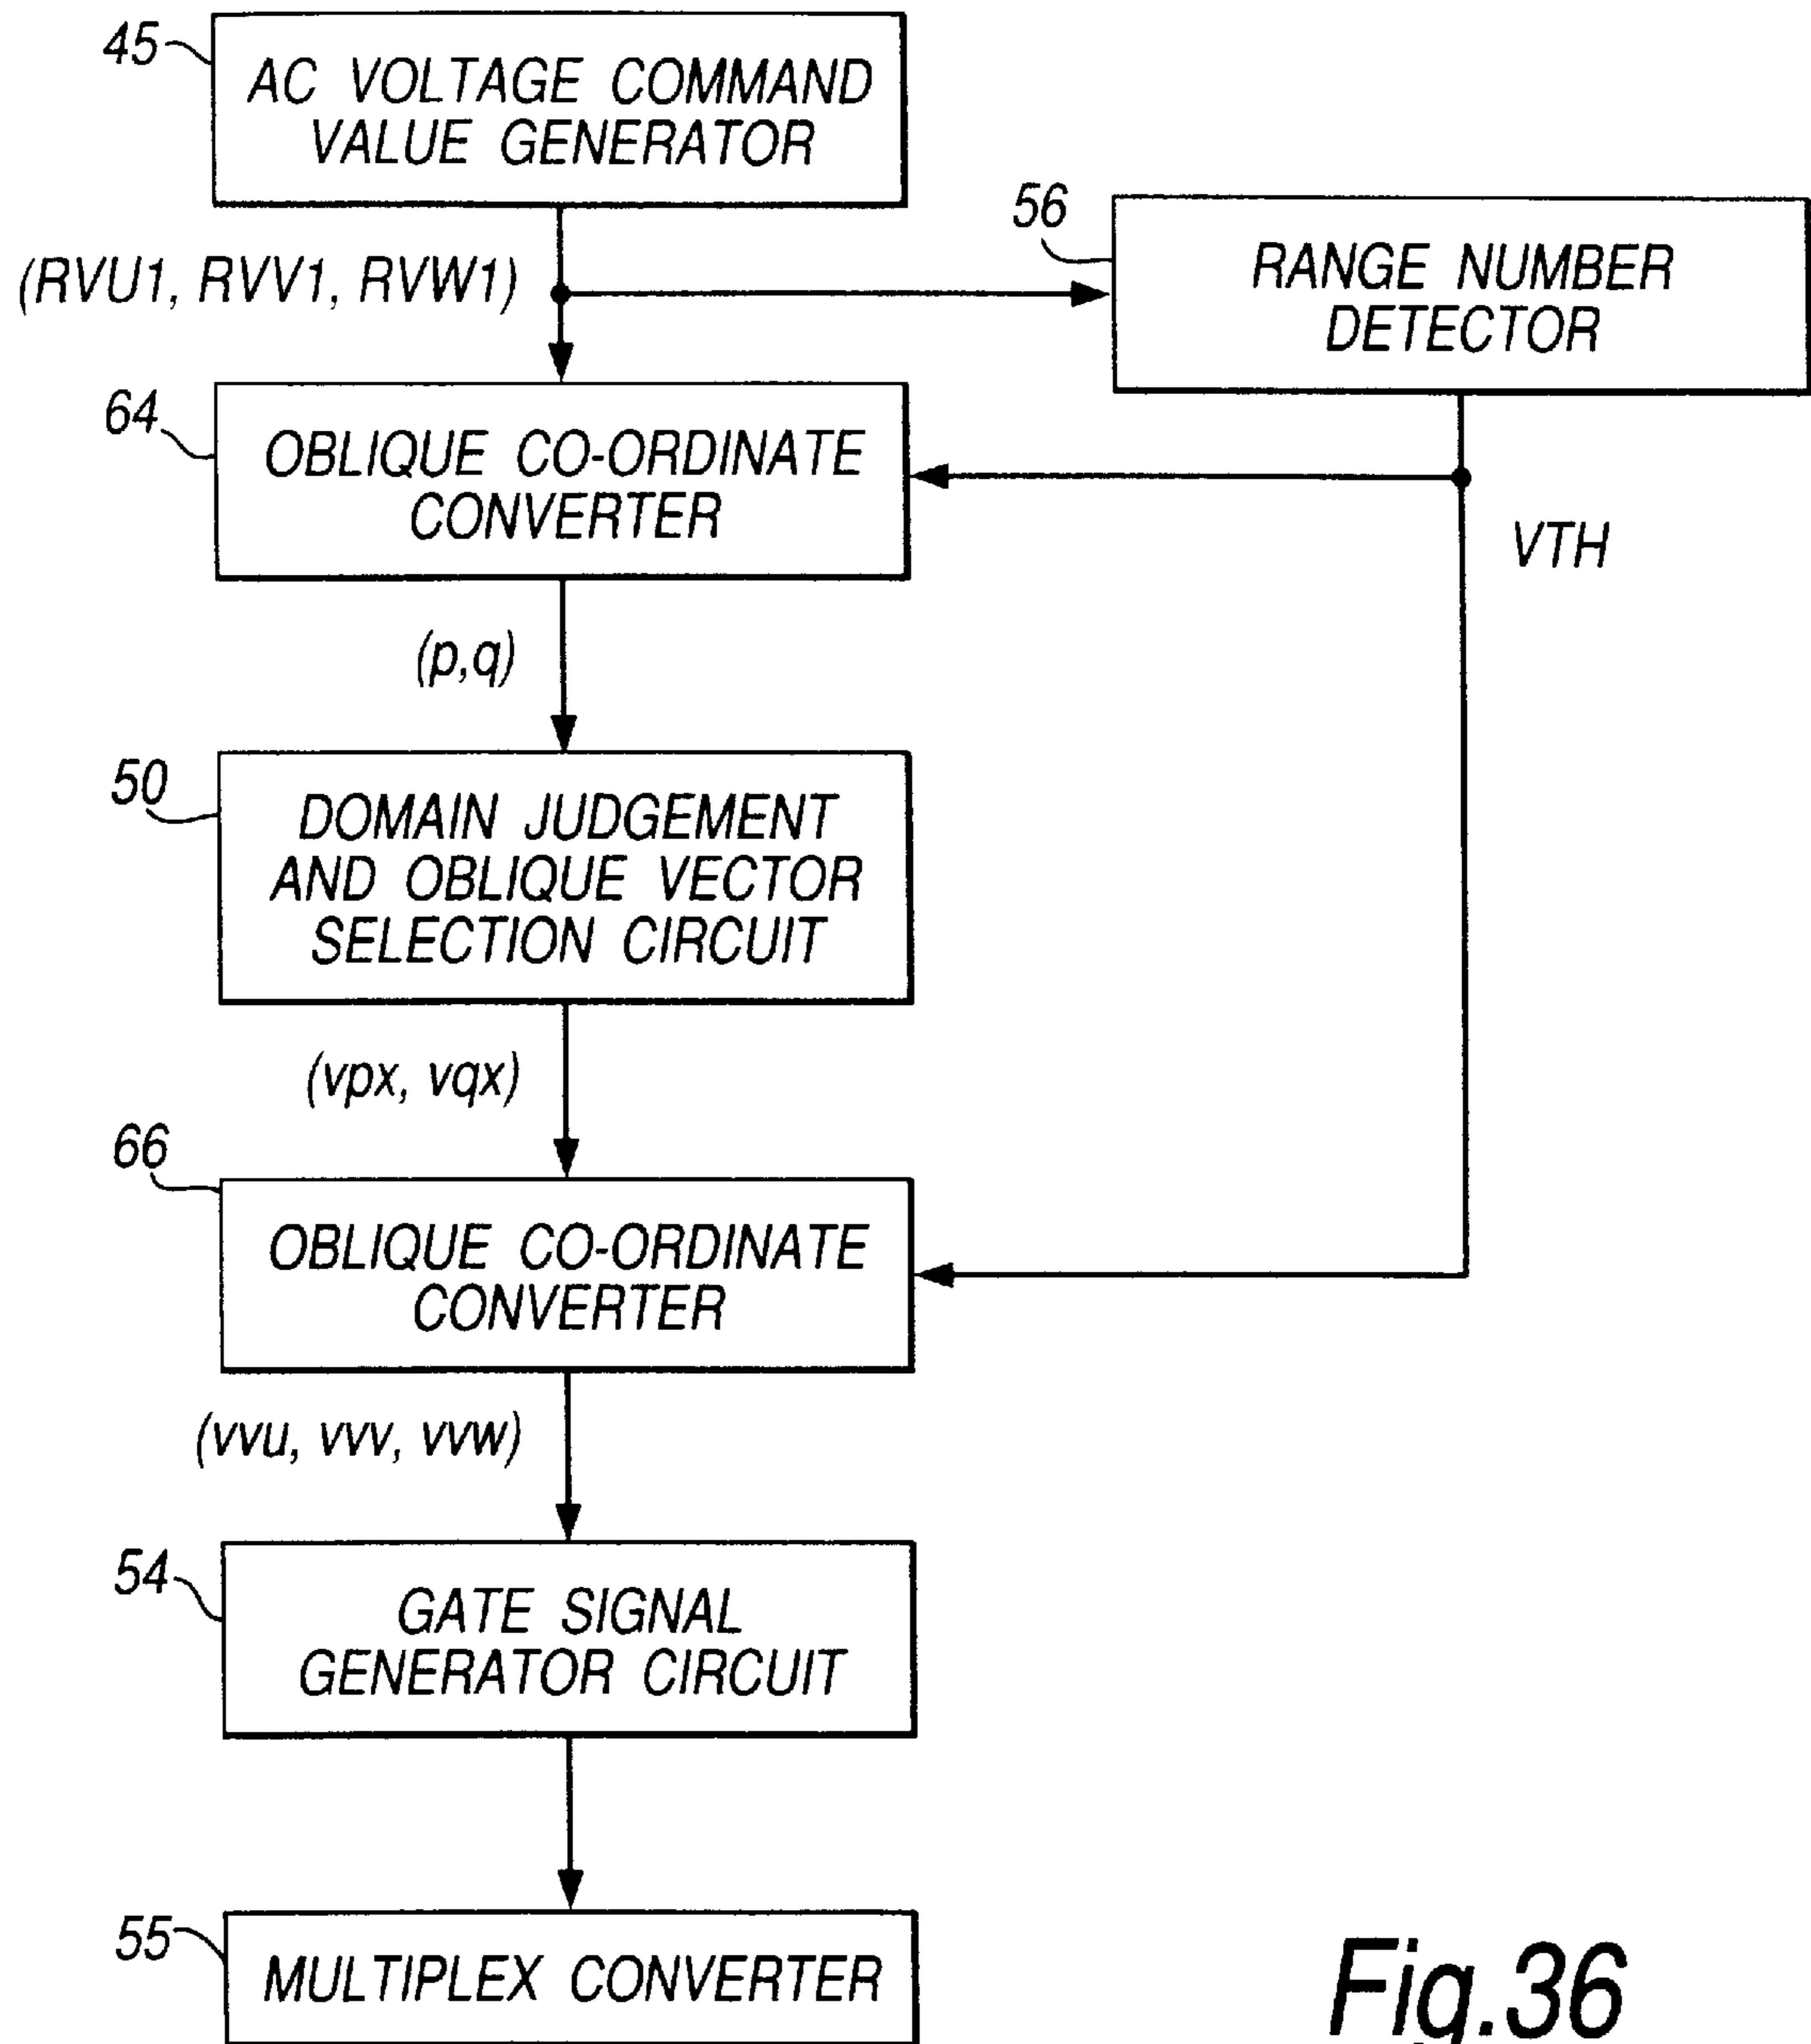 45
AC VOLTAGE COMMAND
VALUE GENERATOR
56
RANGE NUMBER
DETECTOR
(RVU1, RVV1, RVW1)
64
OBLIQUE CO-ORDINATE
CONVERTER
VTH
(p,q)
50
DOMAIN JUDGEMENT
AND OBLIQUE VECTOR
SELECTION CIRCUIT
(vpx, vqx)
66
OBLIQUE CO-ORDINATE
CONVERTER
(vvu, vvv, vvw)
54
GATE SIGNAL
GENERATOR CIRCUIT
55
MULTIPLEX CONVERTER
Fig.36